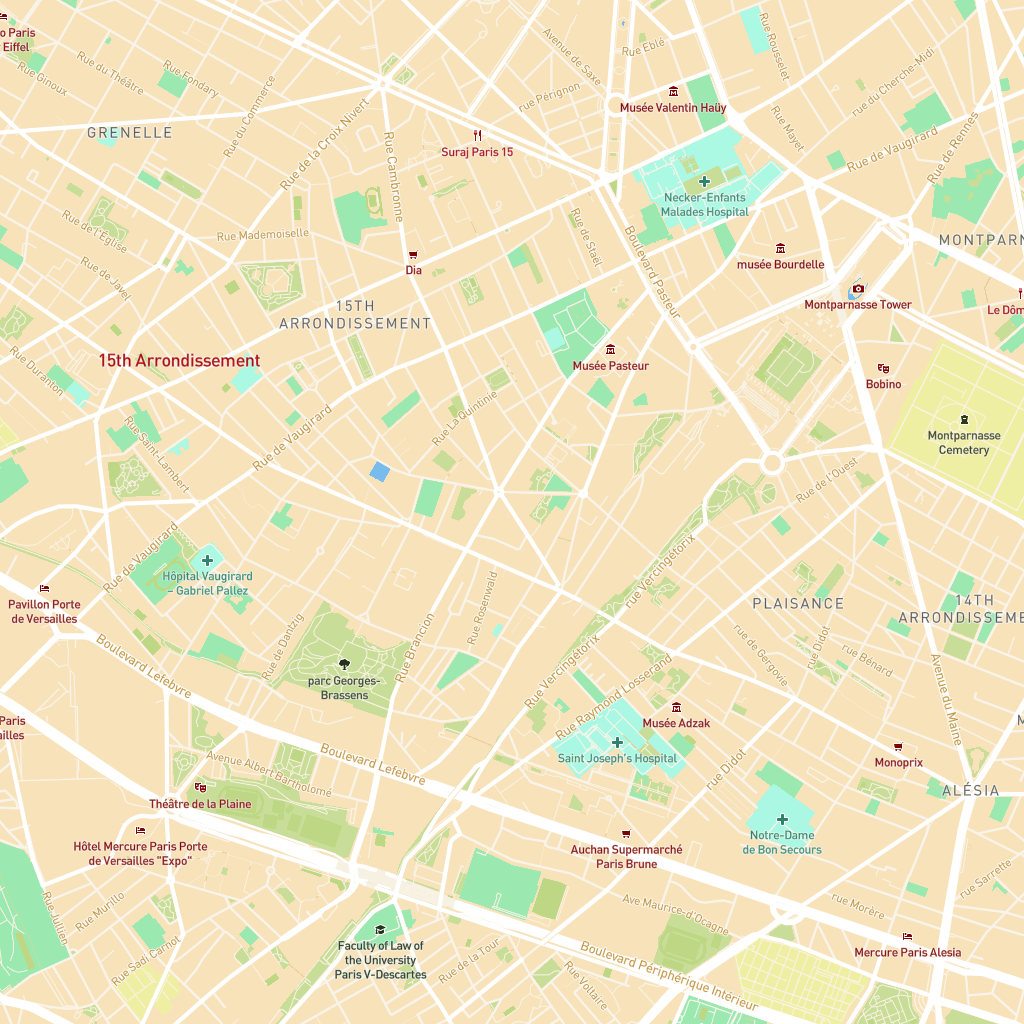 o Paris
Eiffel
Rue Ginoux
Rue du Théâtre
Rue Fondary
Rue du Commerce
GRENELLE
Rue de la Croix Nivert
Rue Cambronne
Avenue de Saxe
Rue Eblé
rue Pérignon
Rue Rousselet
rue du Cherche-Midi
Musée Valentin Haüy
Rue Mayet
Rue de Vaugirard
Rue de Rennes
Suraj Paris 15
Necker-Enfants
Malades Hospital
Rue de l'Eglise
Rue Mademoiselle
Rue de Staël
Boulevard Pasteur
MONTPARN
Rue de Javel
Dia
musée Bourdelle
Montparnasse Tower
Le Dôm
15TH
ARRONDISSEMENT
15th Arrondissement
Rue Duranton
Musée Pasteur
Bobino
Rue La Quintinie
Rue de Vaugirard
Rue Saint-Lambert
Montparnasse
Cemetery
Rue de l'Ouest
Rue de Vaugirard
Hôpital Vaugirard
– Gabriel Pallez
rue Vercingétorix
Pavillon Porte
de Versailles
Rue Rosenwald
PLAISANCE
14TH
ARRONDISSEME
Rue de Dantzig
Rue Brancion
rue de Gergovie
rue Didot
rue Bénard
Boulevard Lefebvre
parc Georges-
Brassens
Rue Vercingétorix
Rue Raymond Losserand
Avenue du Maine
Paris
ailles
Musée Adzak
M
Boulevard Lefebvre
Saint Joseph's Hospital
rue Didot
Monoprix
Avenue Albert Bartholomé
Théâtre de la Plaine
ALÉSIA
Hôtel Mercure Paris Porte
de Versailles "Expo"
Auchan Supermarché
Paris Brune
Notre-Dame
de Bon Secours
rue Sarrette
Rue Jullien
Rue Murillo
Rue Sadi Carnot
Ave Maurice-d'Ocagne
rue Morère
Faculty of Law of
the University
Paris V-Descartes
Rue de la Tour
Boulevard Périphérique Intérieur
Rue Voltaire
Mercure Paris Alesia